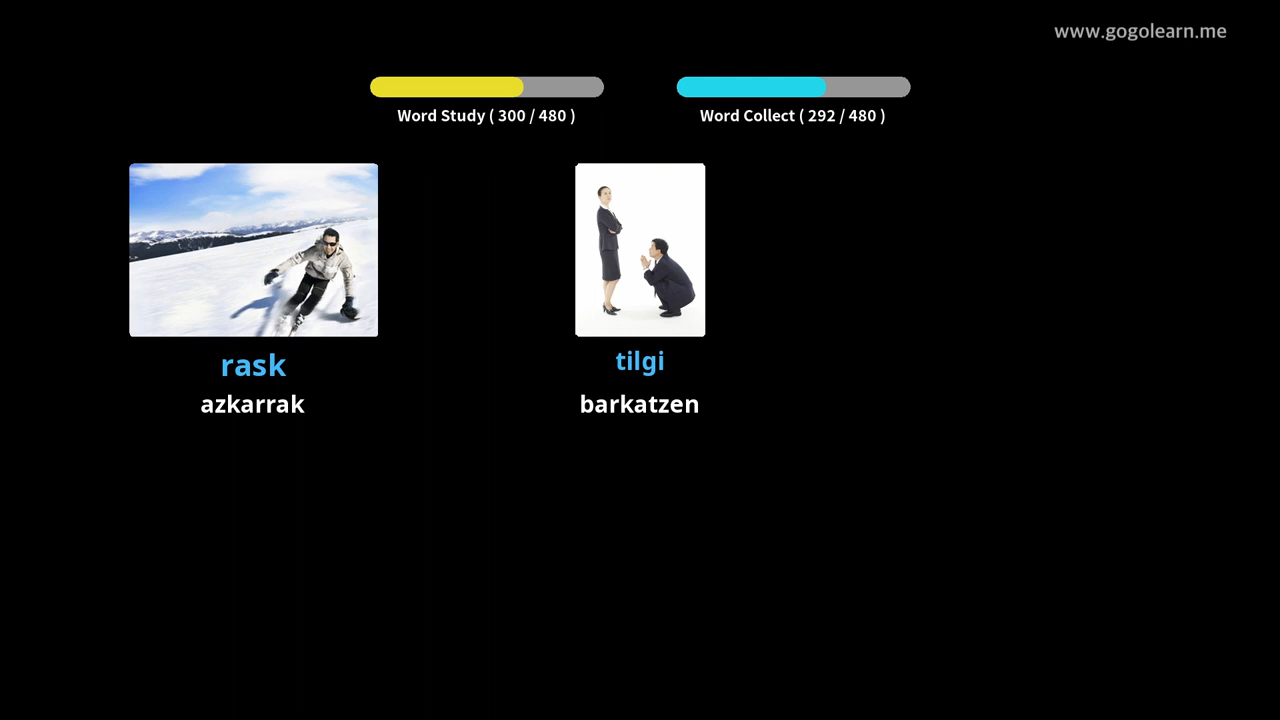 www.gogolearn.me
Word Study ( 300 / 480 )
Word Collect ( 292 / 480 )
rask
azkarrak
tilgi
barkatzen